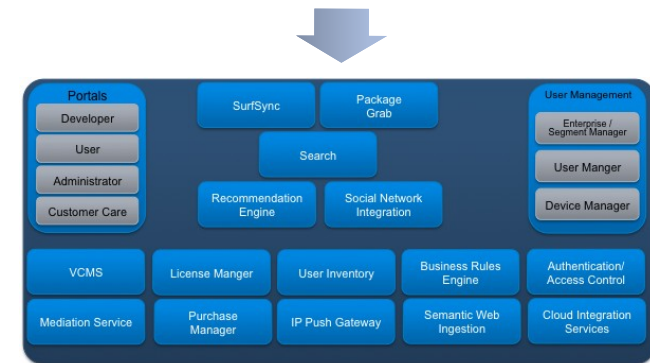 Portals
Developer
User
Administrator
Customer Care
SurfSync
Package
Grab
Search
Recommendation
Engine
Social Network
Integration
User Management
Enterprise /
Segment Manager
User Manger
Device Manager
VCMS
License Manger
User Inventory
Business Rules
Engine
Authentication/
Access Control
Mediation Service
Purchase
Manager
IP Push Gateway
Semantic Web
Ingestion
Cloud Integration
Services